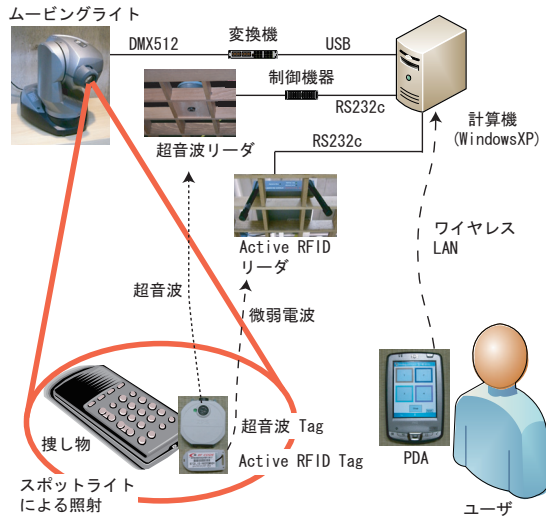 ムービングライト
DMX512
変換機
USB
制御機器
RS232c
超音波リーダ
RS232c
計算機
(WindowsXP)
Active RFID
リーダ
ワイヤレス
LAN
超音波
微弱電波
捜し物
超音波 Tag
Active RFID Tag
PDA
スポットライト
による照射
ユーザ